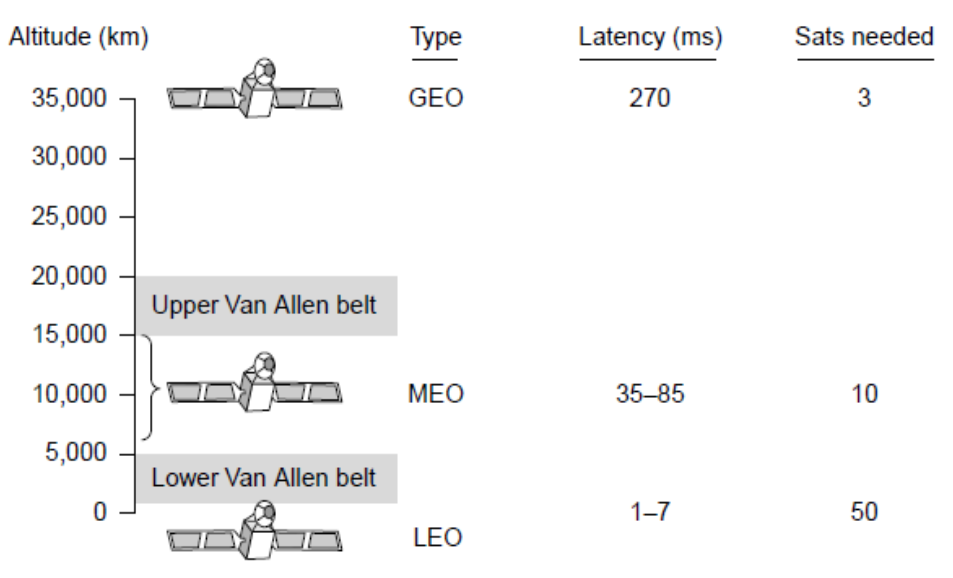 Altitude (km) Type Latency (ms) Sats needed
35,000 GEO 270 3
30,000
25,000
20,000
Upper Van Allen belt
15,000
10,000 MEO 35–85 10
5,000
Lower Van Allen belt
0 1–7 50
LEO